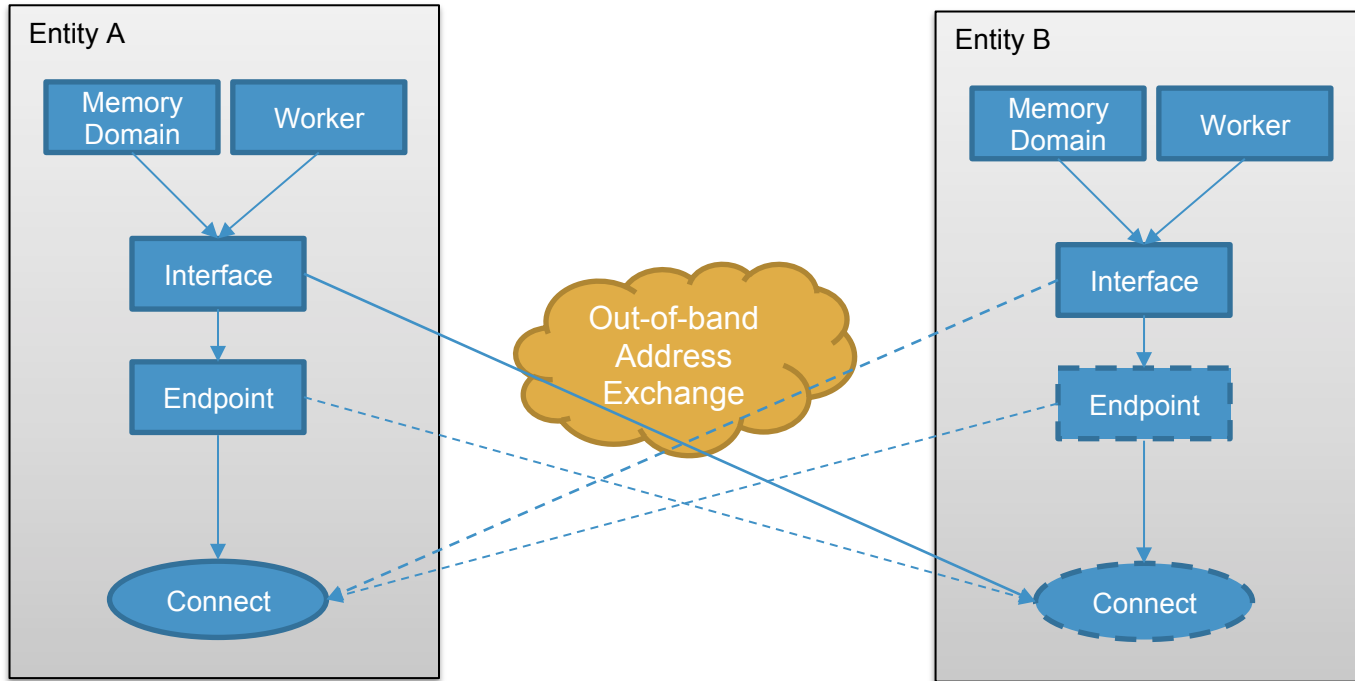 Entity A
Memory
Domain
Worker
Interface
Endpoint
Connect
Out-of-band
Address
Exchange
Entity B
Memory
Domain
Worker
Interface
Endpoint
Connect